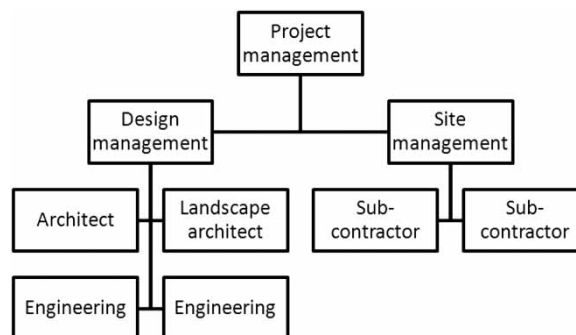 Project
management
Design
management
Site
management
Architect
Landscape
architect
Sub-
contractor
Sub-
contractor
Engineering
Engineering